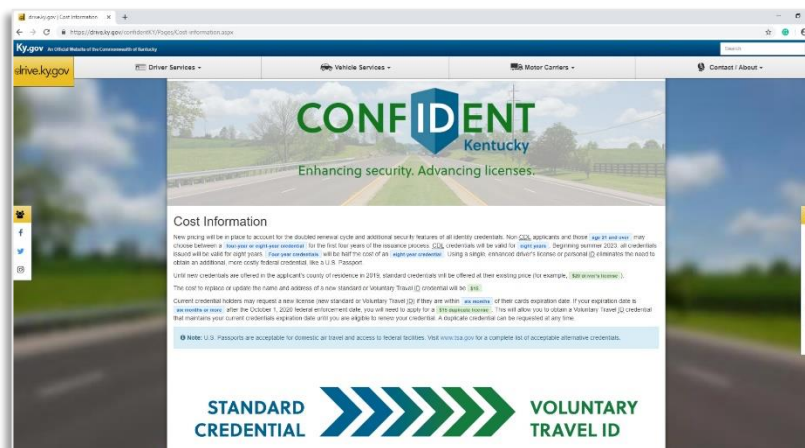 drive.ky.gov | Cost Information
https://drive.ky.gov/confidentKY/Pages/Cost-Information.aspx
Ky.gov An Official Website of the Commonwealth of Kentucky
Search
drive.ky.gov
Driver Services
Vehicle Services
Motor Carriers
Contact / About
CONFIDENT
Kentucky
Enhancing security. Advancing licenses.
Cost Information
New pricing will be in place to account for the doubled renewal cycle and additional security features of all identity credentials. Non CDL applicants and those age 21 and over may
choose between a four-year or eight-year credential for the first four years of the issuance process. CDL credentials will be valid for eight years. Beginning summer 2023, all credentials
issued will be valid for eight years. Four-year credentials will be half the cost of an eight-year credential. Using a single, enhanced driver's license or personal ID eliminates the need to
obtain an additional, more costly federal credential, like a U.S. Passport.
Until new credentials are offered in the applicant's county of residence in 2019, standard credentials will be offered at their existing price (for example, $20 driver's license).
The cost to replace or update the name and address of a new standard or Voluntary Travel ID credential will be $15.
Current credential holders may request a new license (new standard or Voluntary Travel ID) if they are within six months of their cards expiration date. If your expiration date is
six months or more after the October 1, 2020 federal enforcement date, you will need to apply for a $15 duplicate license. This will allow you to obtain a Voluntary Travel ID credential
that maintains your current credentials expiration date until you are eligible to renew your credential. A duplicate credential can be requested at any time.
Note: U.S. Passports are acceptable for domestic air travel and access to federal facilities. Visit www.tsa.gov for a complete list of acceptable alternative credentials.
STANDARD
CREDENTIAL
VOLUNTARY
TRAVEL ID